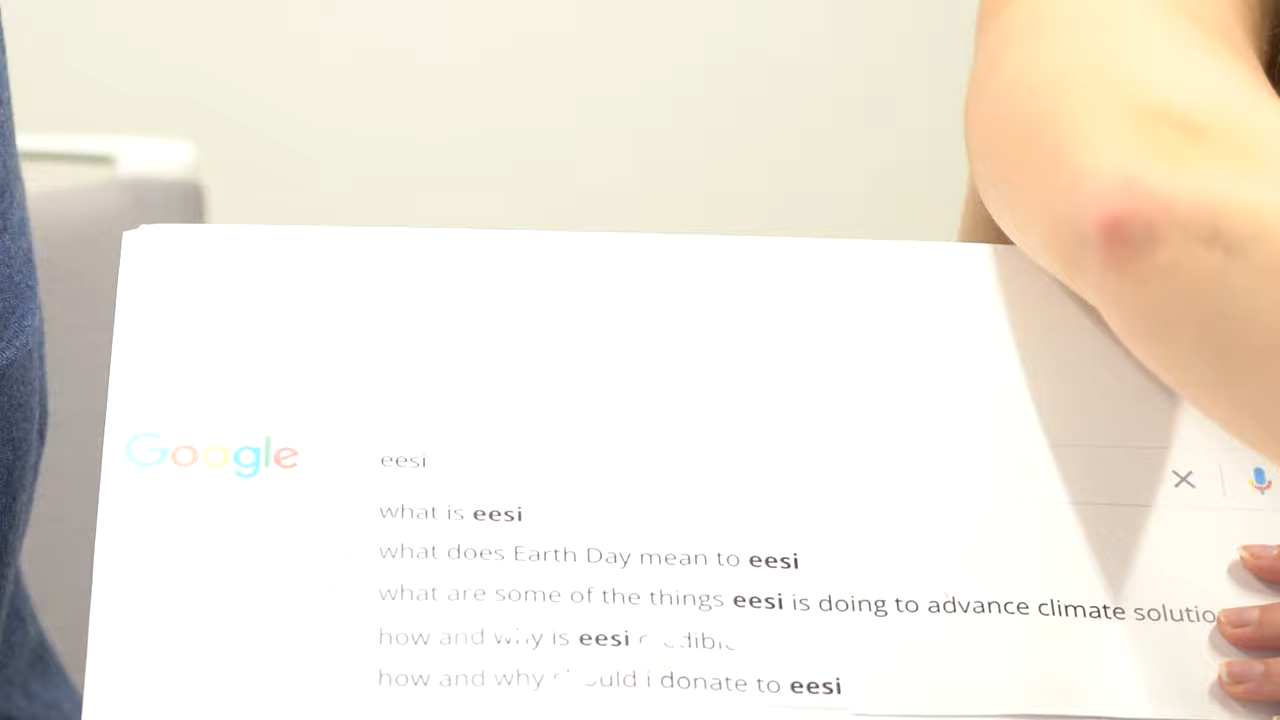 Google
eesi
what is eesi
what does Earth Day mean to eesi
what are some of the things eesi is doing to advance climate
how and why is eesi
how and why i donate to eesi